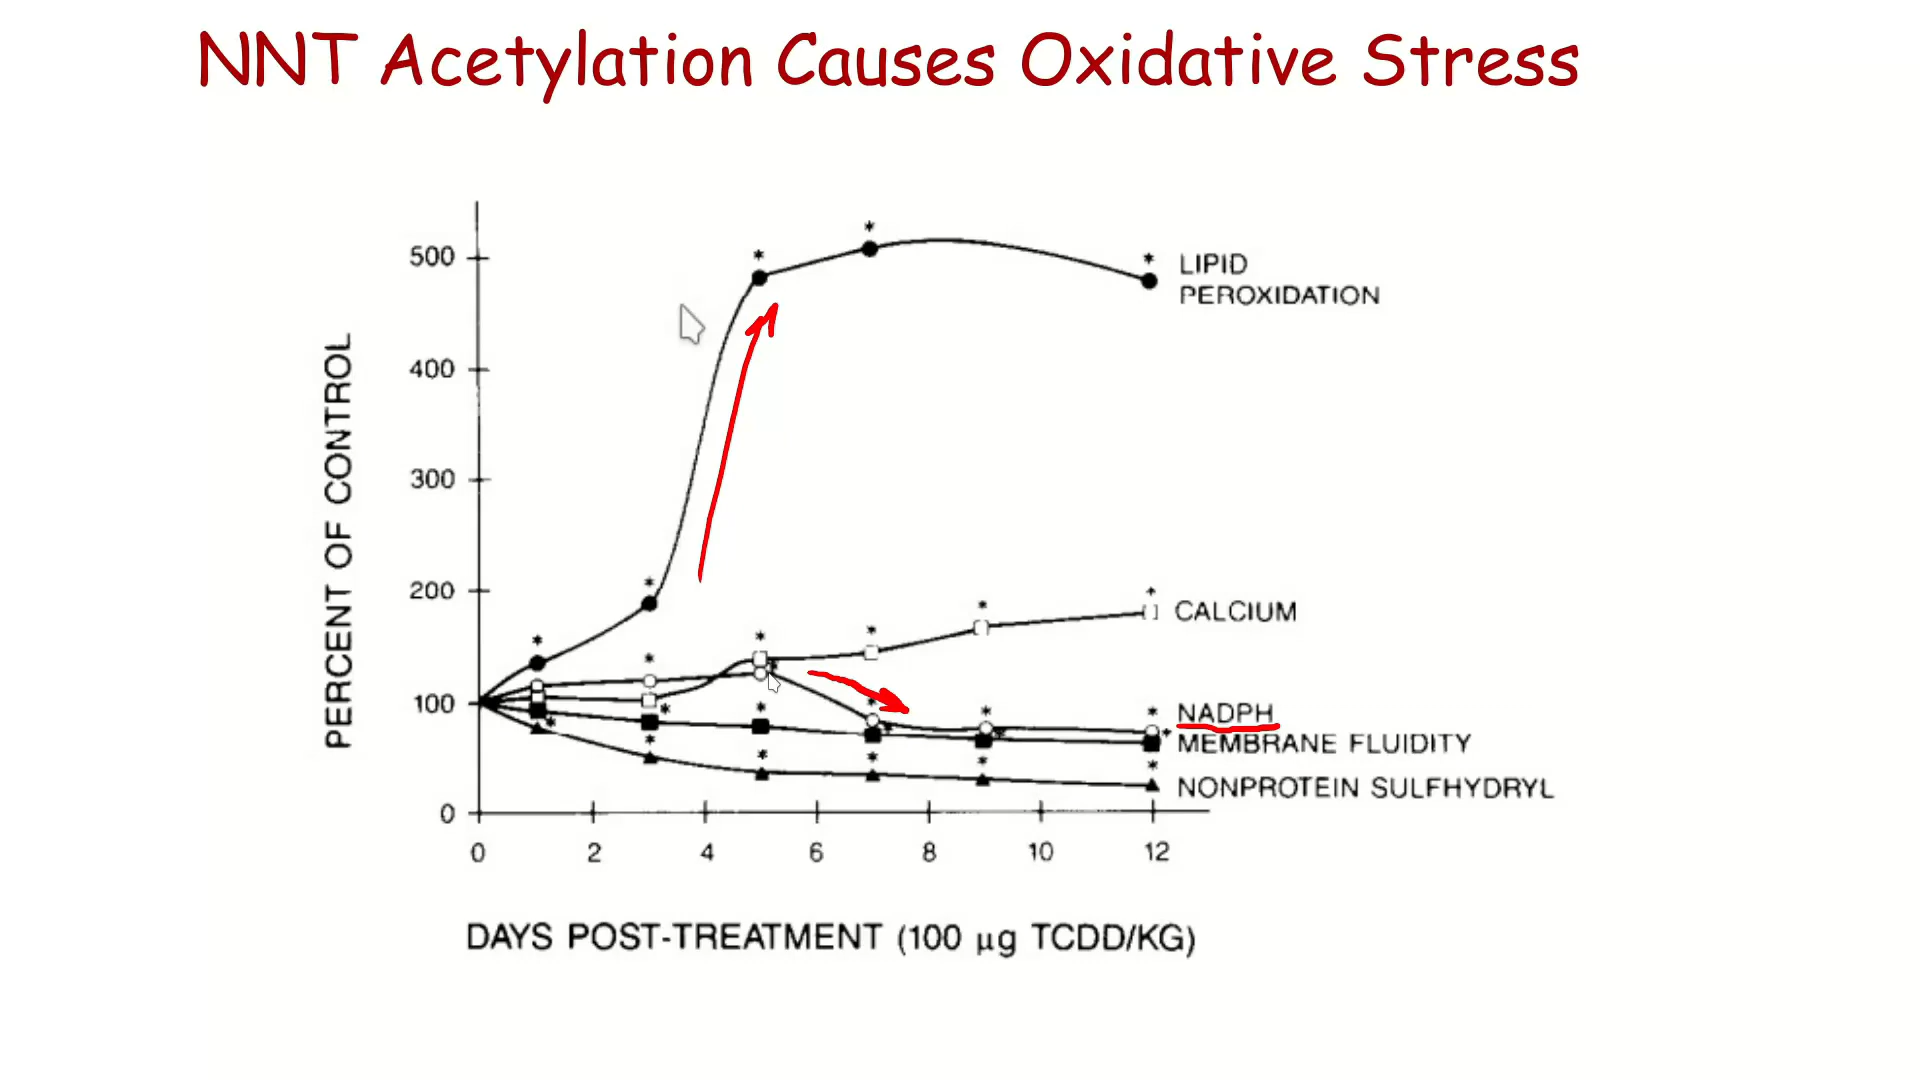 NNT Acetylation Causes Oxidative Stress
500
400
300
200
100
0
PERCENT OF CONTROL
LIPID
PEROXIDATION
CALCIUM
NADPH
MEMBRANE FLUIDITY
NONPROTEIN SULFHYDRYL
0 2 4 6 8 10 12
DAYS POST-TREATMENT (100 µg TCDD/KG)